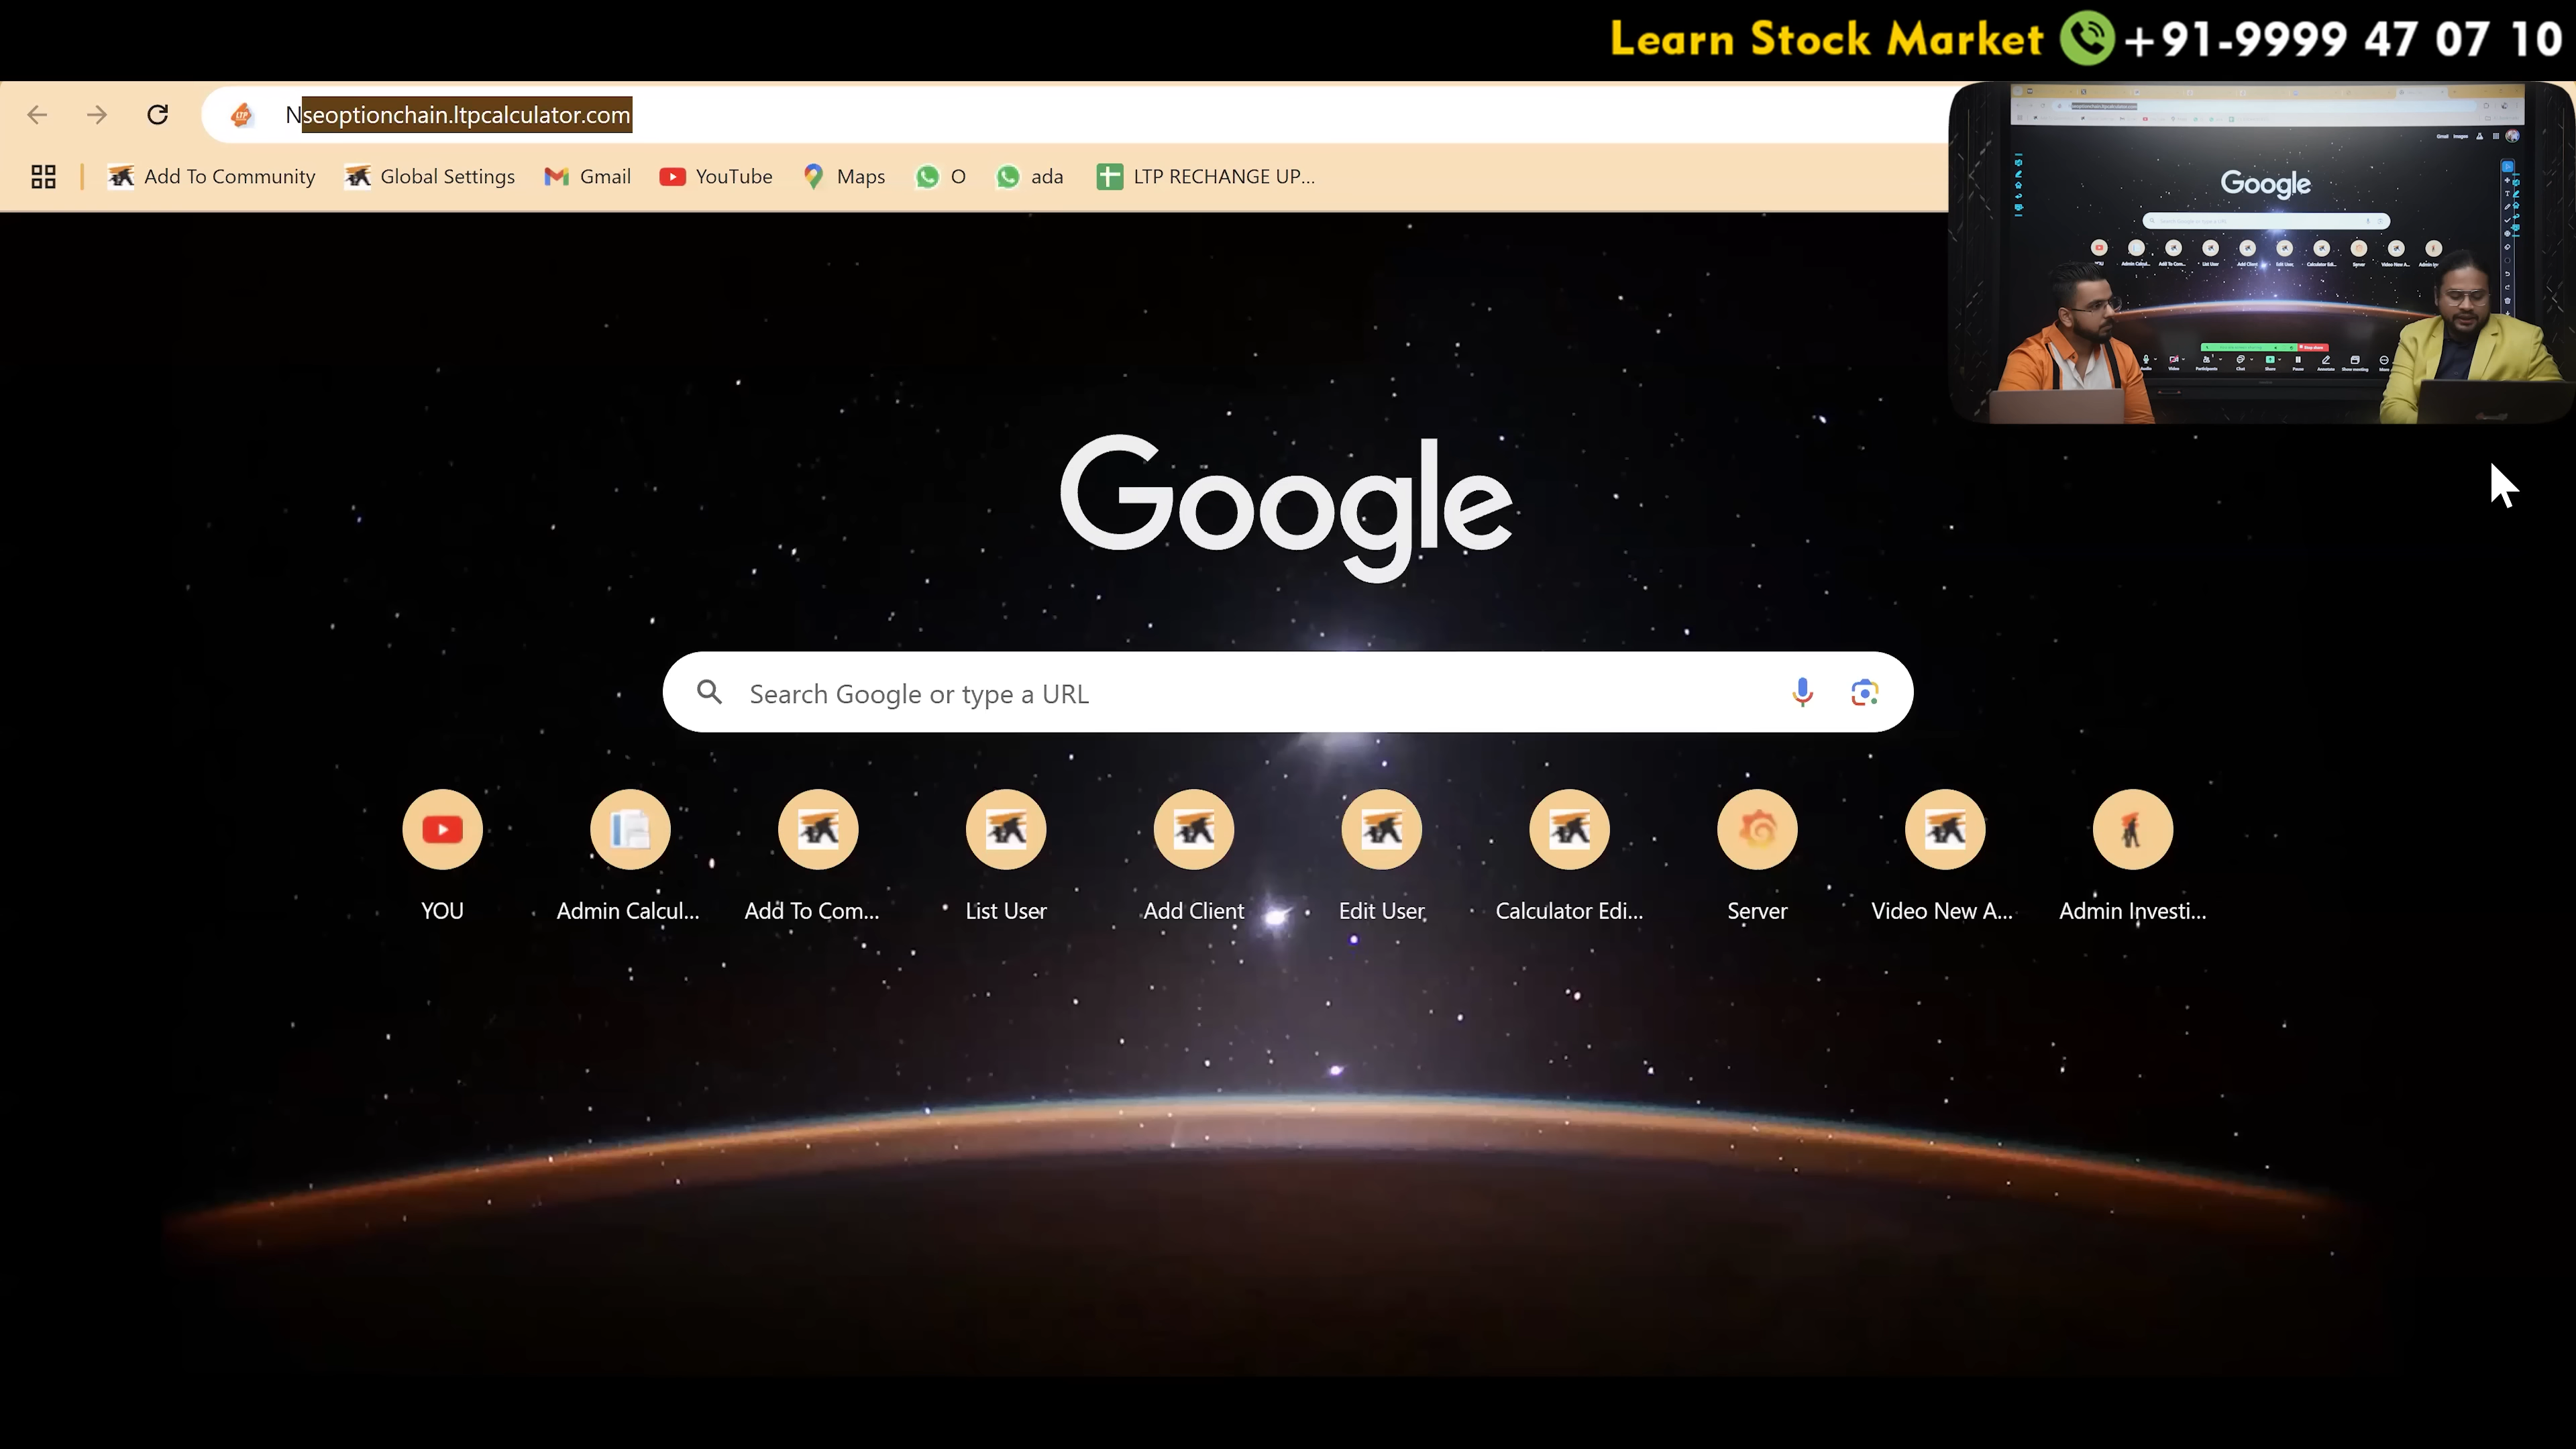 Learn Stock Market +91-9999 47 07 10
Nseoptionchain.ltpcalculator.com
Add To Community Global Settings Gmail YouTube Maps O ada LTP RECHANGE UP...
Google
Search Google or type a URL
YOU Admin Calcul... Add To Com... List User Add Client Edit User Calculator Edi... Server Video New A... Admin Investi...
Google